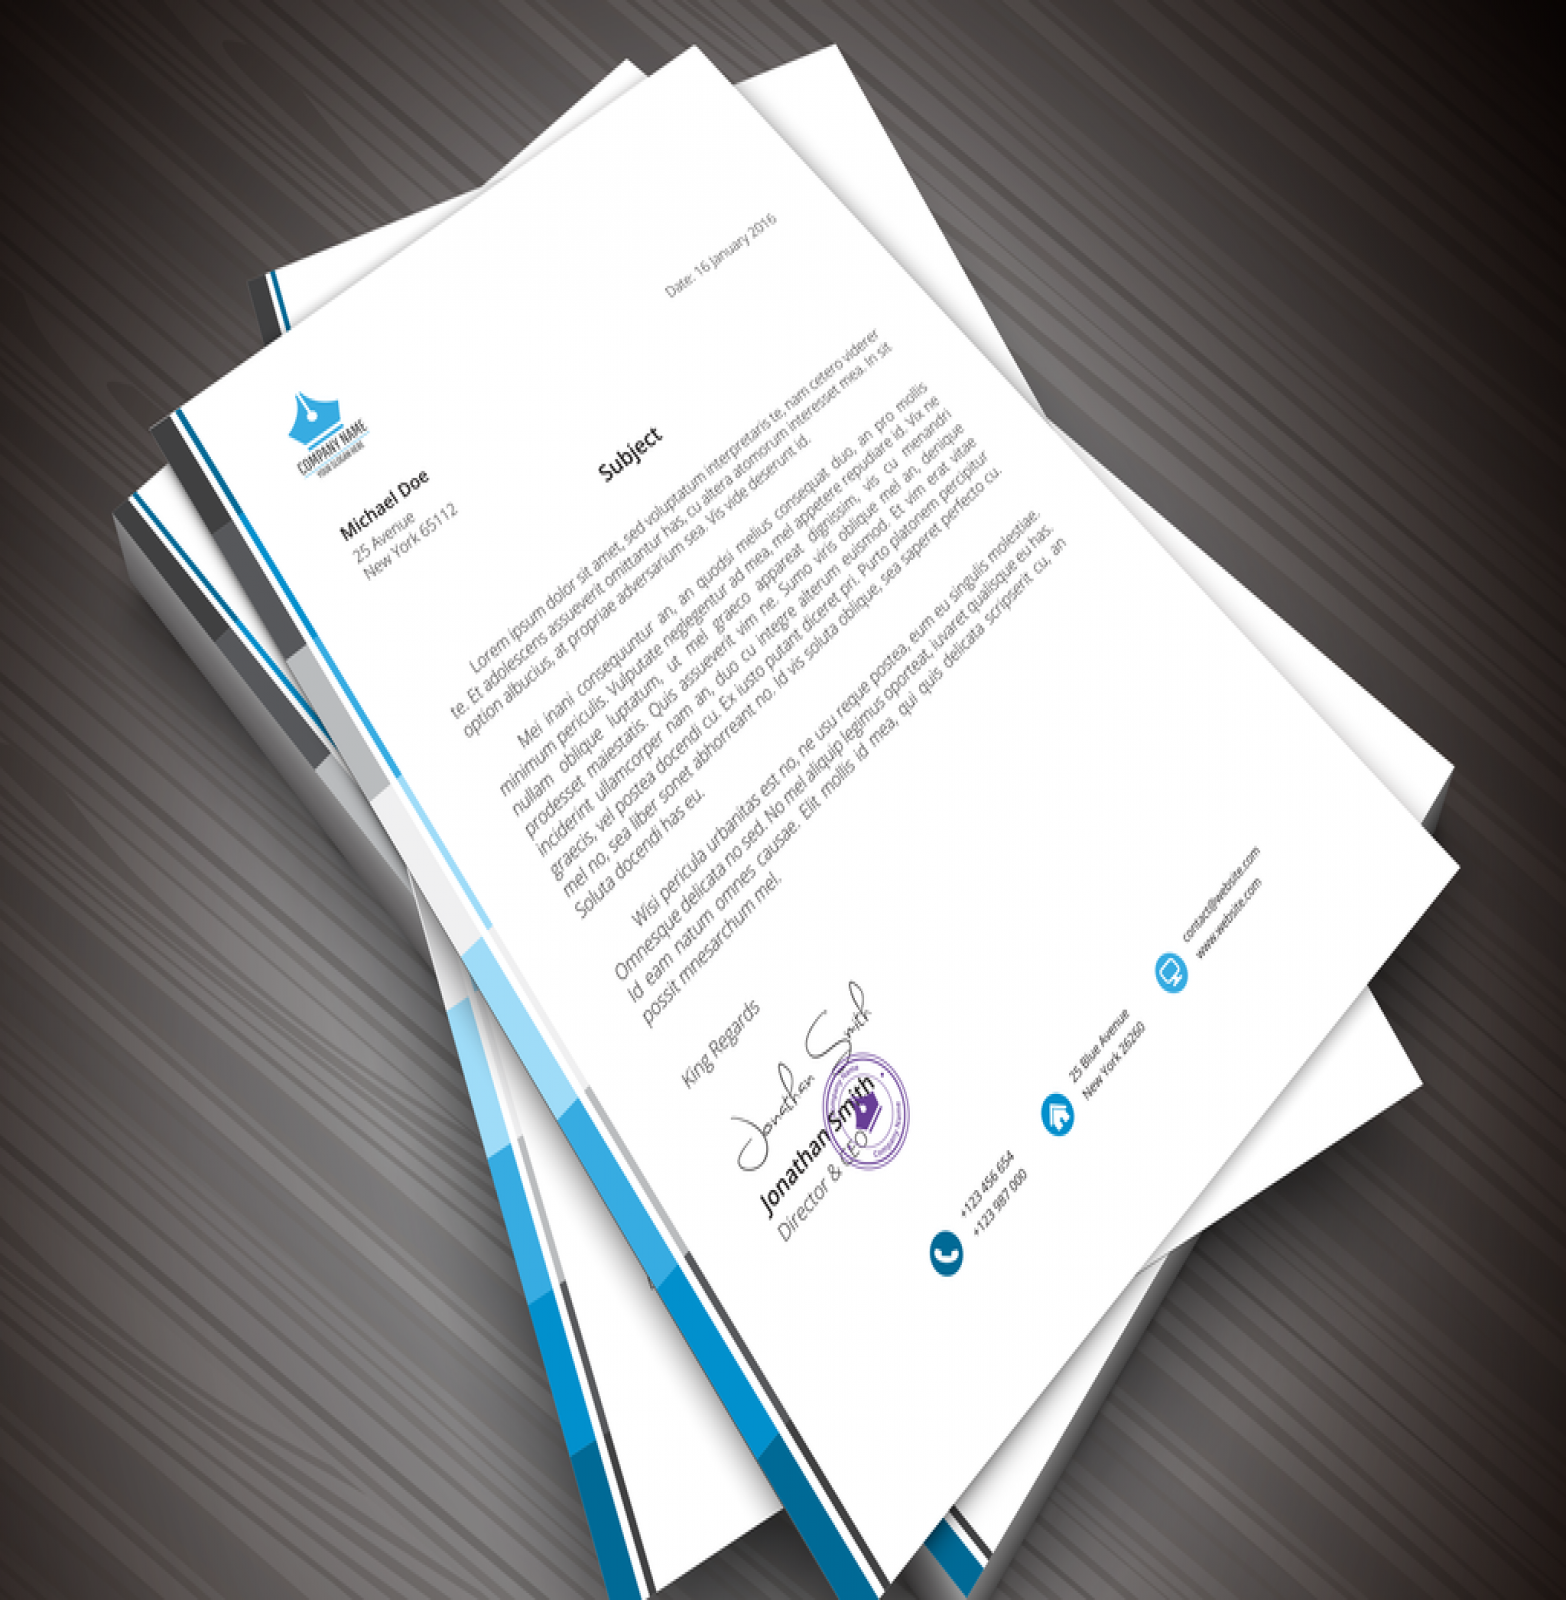 Date: 16 January 2016
COMPANY NAME
YOUR SLOGAN HERE
Michael Doe
25 Avenue
New York 65112
Subject
Lorem ipsum dolor sit amet, sed voluptatum interpretaris te, nam cetero viderer
te. Et adolescens assueverit omittantur has, cu altera atomorum interesset mea. In sit
option albucius, at propriae adversarium sea. Vis vide deserunt id.
Mei inani consequuntur an, an quodsi melius consequat duo, an pro mollis
minimum periculis. Vulputate neglegentur ad mea, mel appetere repudiare id. Vix ne
nullam oblique luptatum, ut mel graeco appareat dignissim, vis cu menandri
prodesset maiestatis. Quis assueverit vim ne. Sumo viris oblique mel an, denique
inciderint ullamcorper nam an, duo cu integre alterum euismod. Et vim erat vitae
graecis, vel postea docendi cu. Ex iusto putant diceret pri. Purto platonem percipitur
mel no, sea liber sonet abhorreant no. Id vis soluta oblique, sea saperet perfecto cu.
Soluta docendi has eu.
Wisi pericula urbanitas est no, ne usu reque postea, eum eu singulis molestiae.
Omnesque delicata no sed. No mel aliquip legimus oporteat, iuvaret qualisque eu has,
Id eam natum omnes causae. Elit mollis id mea, qui quis delicata scripserit cu, an
possit mnesarchum mel.
King Regards
Jonathan Smith
Jonathan Smith
Director & CEO
Company Name
Company Name
+123 456 654
+123 987 000
25 Blue Avenue
New York 26260
contact@website.com
www.website.com